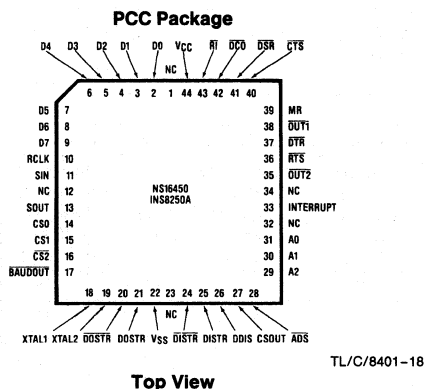 PCC Package
D4 D3 D2 D1 D0 VCC RI DCD DSR CTS
NC
6 5 4 3 2 1 44 43 42 41 40
D5 7 39 MR
D6 8 38 OUT1
D7 9 37 DTR
RCLK 10 36 RTS
SIN 11 35 OUT2
NC 12 34 NC
SOUT 13 33 INTERRUPT
CS0 14 32 NC
CS1 15 31 A0
CS2 16 30 A1
BAUDOUT 17 29 A2
NS16450
INS8250A
18 19 20 21 22 23 24 25 26 27 28
NC
XTAL1 XTAL2 DOSTR DOSTR VSS DISTR DISTR DDIS CSOUT ADS
TL/C/8401-18
Top View